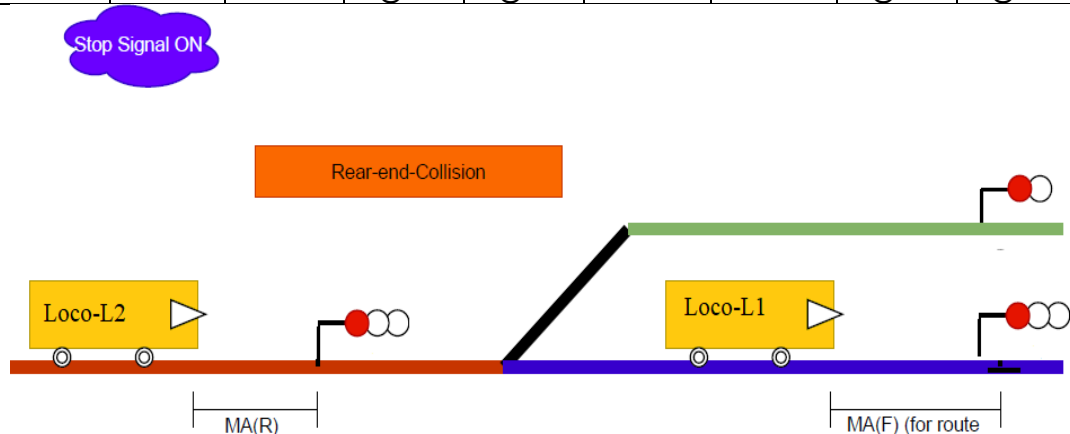 Stop Signal ON
Rear-end-Collision
Loco-L2
Loco-L1
MA(R)
MA(F) (for route